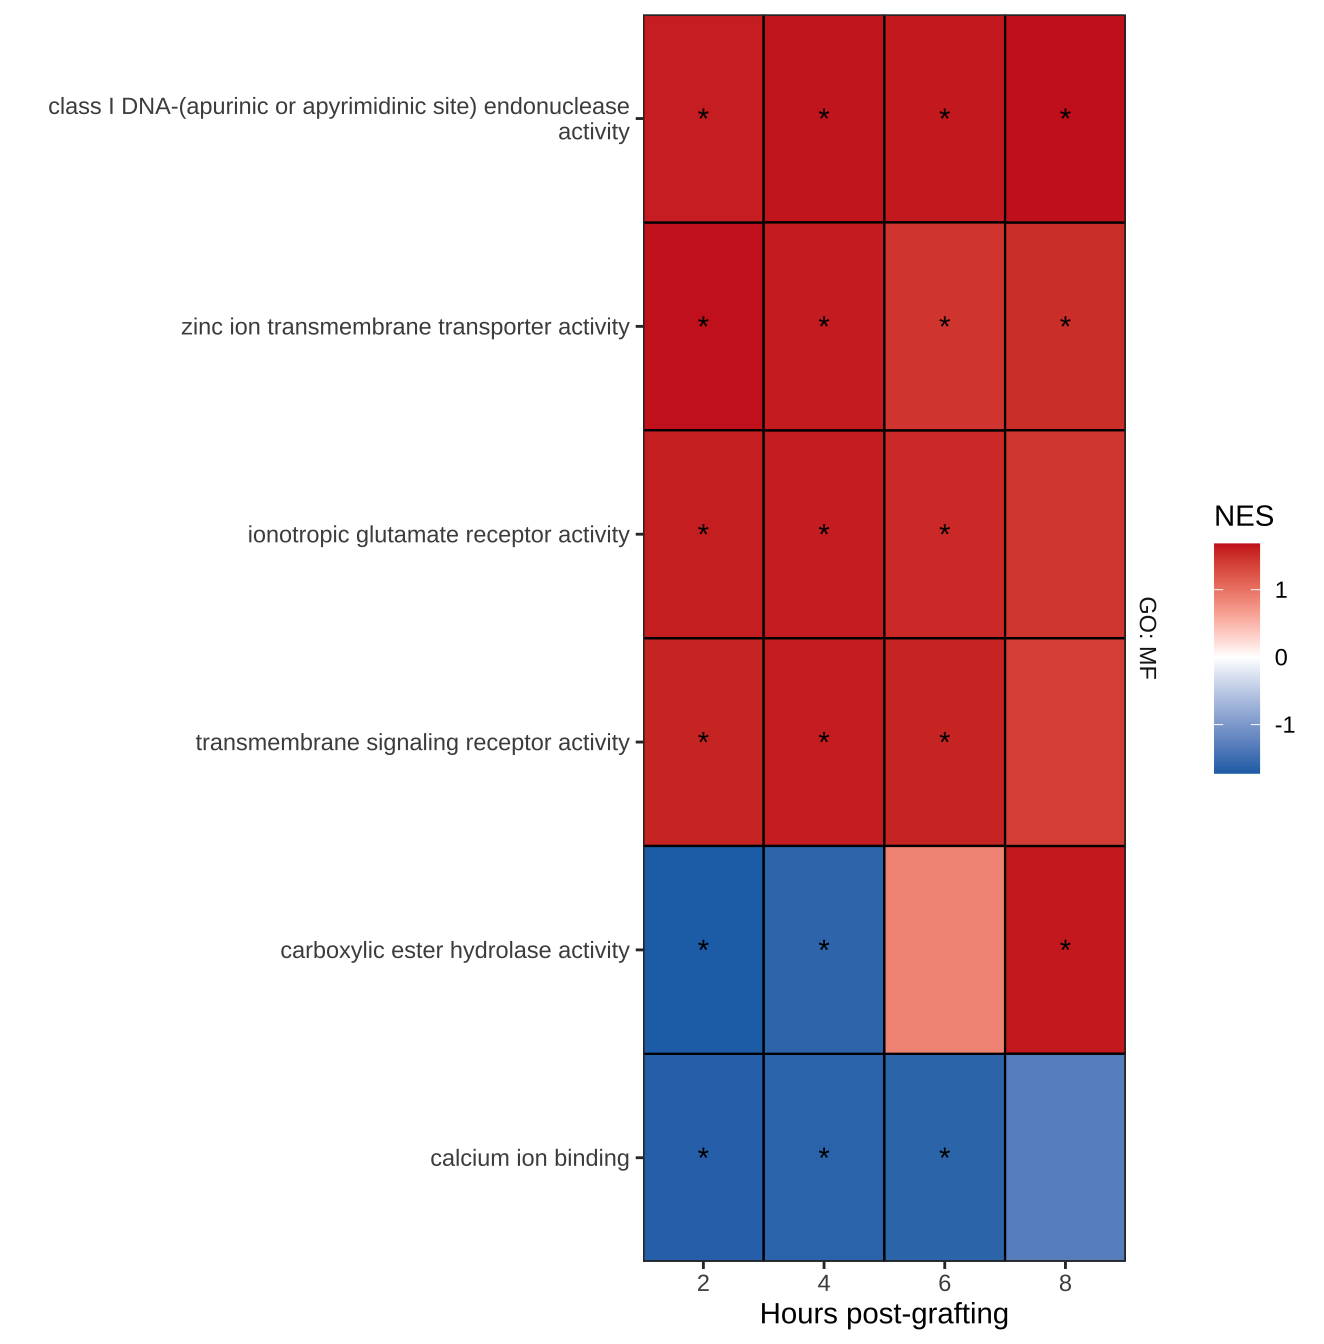 class I DNA-(apurinic or apyrimidinic site) endonuclease
activity
* * * *
zinc ion transmembrane transporter activity
* * * *
ionotropic glutamate receptor activity
* * *
transmembrane signaling receptor activity
* * *
carboxylic ester hydrolase activity
* * *
calcium ion binding
* * *
2 4 6 8
Hours post-grafting
GO: MF
NES
1
0
-1